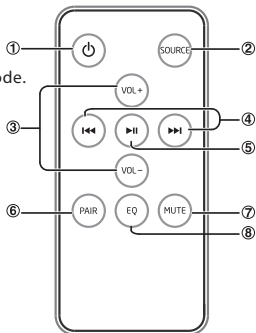 ① ②
SOURCE
ode.
VOL+
③ ④
⑤
VOL−
⑥ PAIR EQ MUTE ⑦
⑧